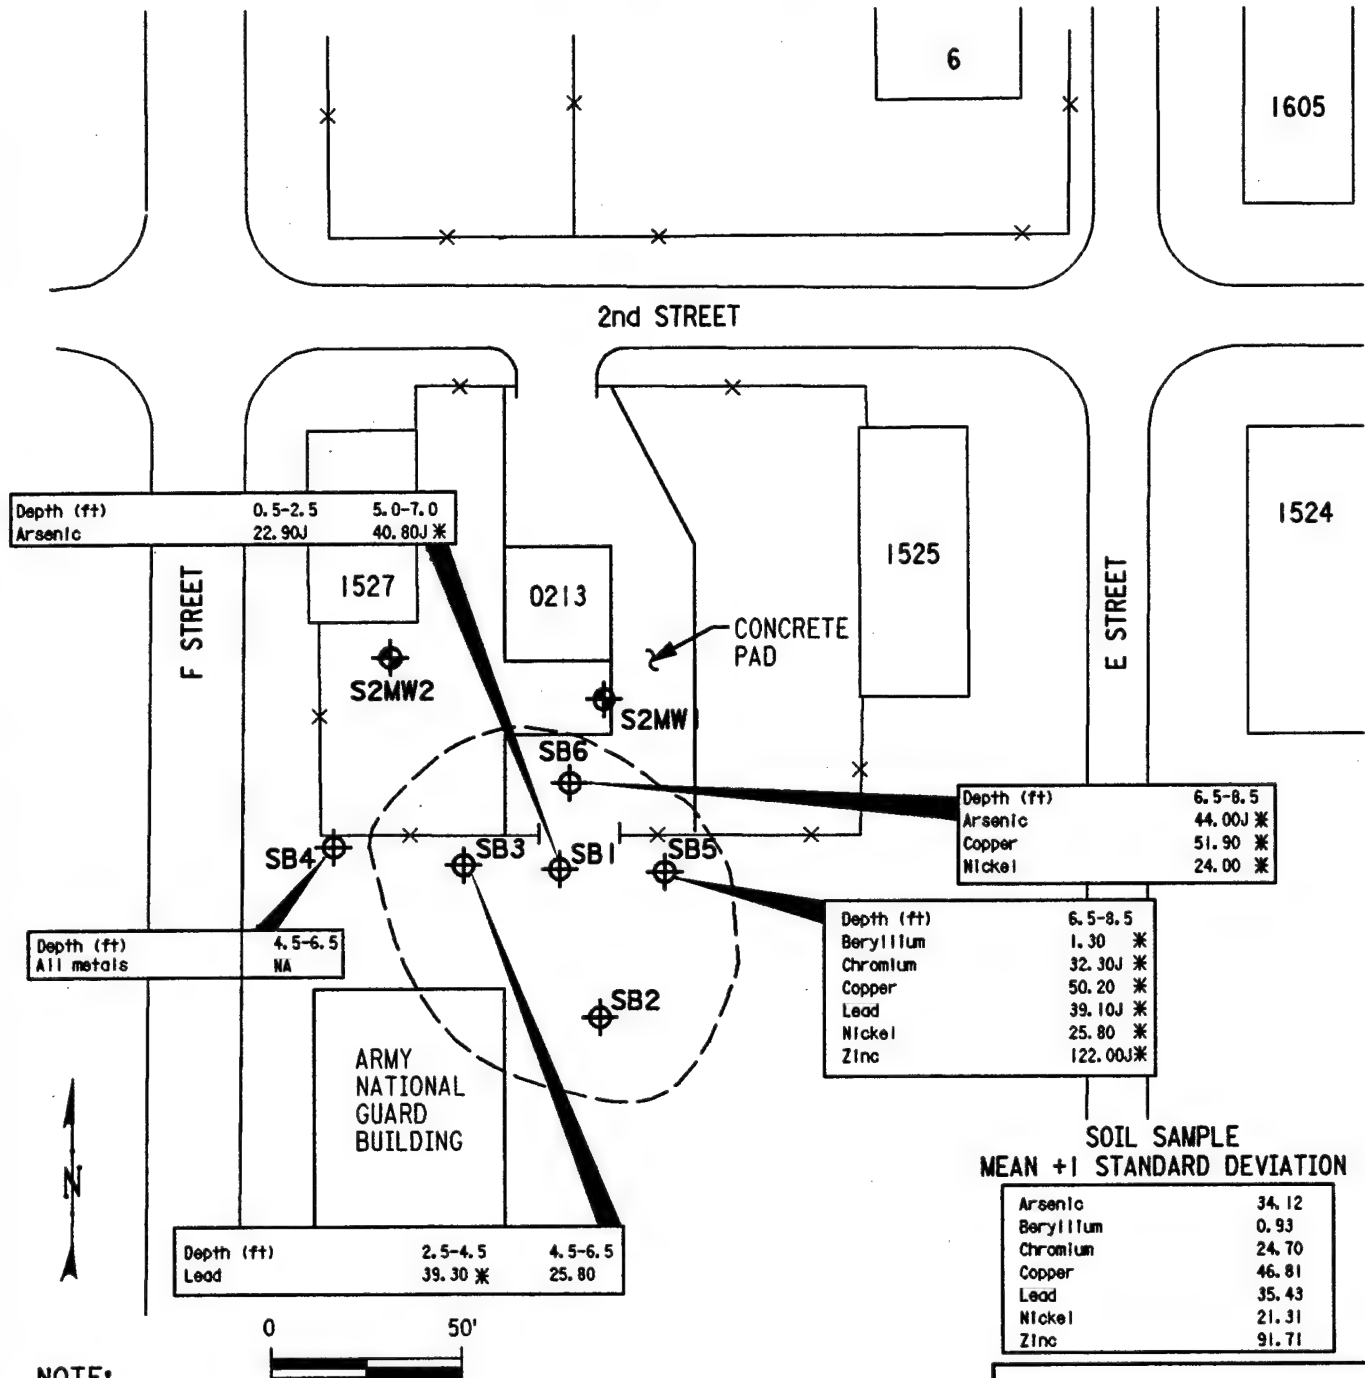 6
1605
2nd STREET
Depth (ft) 0.5-2.5 5.0-7.0
Arsenic 22.90J 40.80J *
1527
0213
1525
1524
F STREET
E STREET
CONCRETE
PAD
S2MW2
S2MW1
SB6
SB4
SB3
SB1
SB5
SB2
Depth (ft) 6.5-8.5
Arsenic 44.00J *
Copper 51.90 *
Nickel 24.00 *
Depth (ft) 6.5-8.5
Beryllium 1.30 *
Chromium 32.30J *
Copper 50.20 *
Lead 39.10J *
Nickel 25.80 *
Zinc 122.00J*
Depth (ft) 4.5-6.5
All metals NA
ARMY
NATIONAL
GUARD
BUILDING
N
Depth (ft) 2.5-4.5 4.5-6.5
Lead 39.30 * 25.80
SOIL SAMPLE
MEAN +1 STANDARD DEVIATION
Arsenic 34.12
Beryllium 0.93
Chromium 24.70
Copper 46.81
Lead 35.43
Nickel 21.31
Zinc 91.71
0 50'
NOTE: